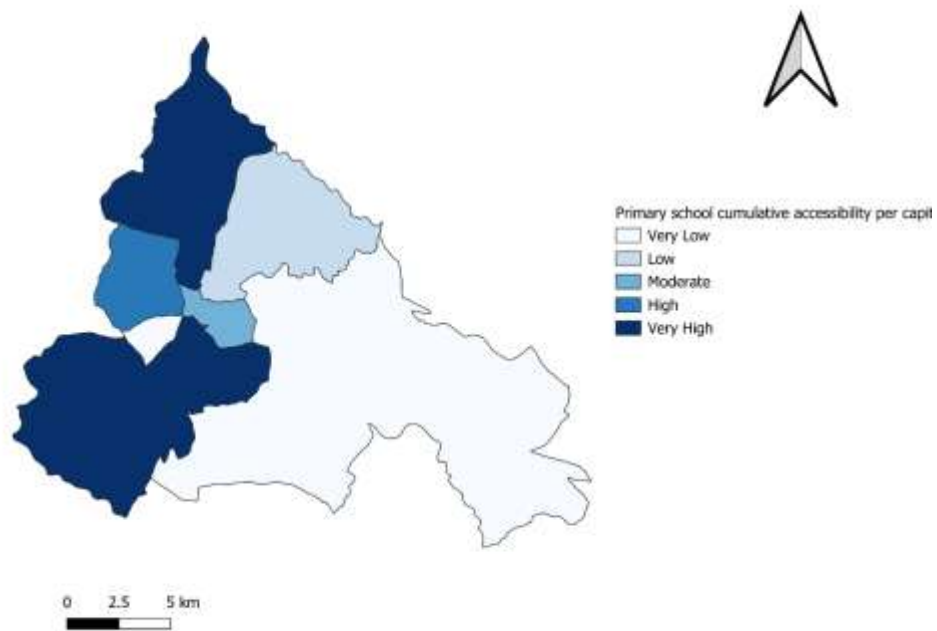 Primary school cumulative accessibility per capit
Very Low
Low
Moderate
High
Very High
0 2.5 5 km